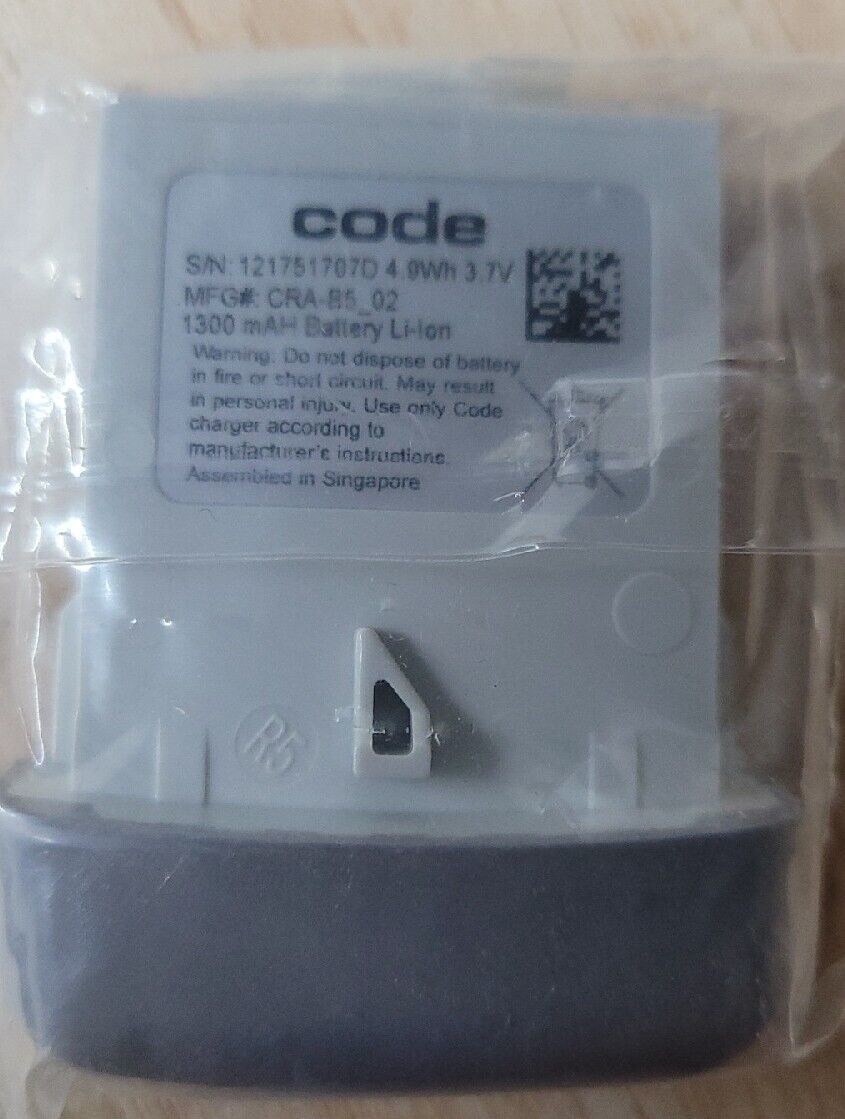 code
S/N: 121751707D 4.9Wh 3.7V
MFG#: CRA-B5_02
1300 mAH Battery Li-Ion
Warning: Do not dispose of battery
in fire or short circuit. May result
in personal injury. Use only Code
charger according to
manufacturer's instructions.
Assembled in Singapore
R5